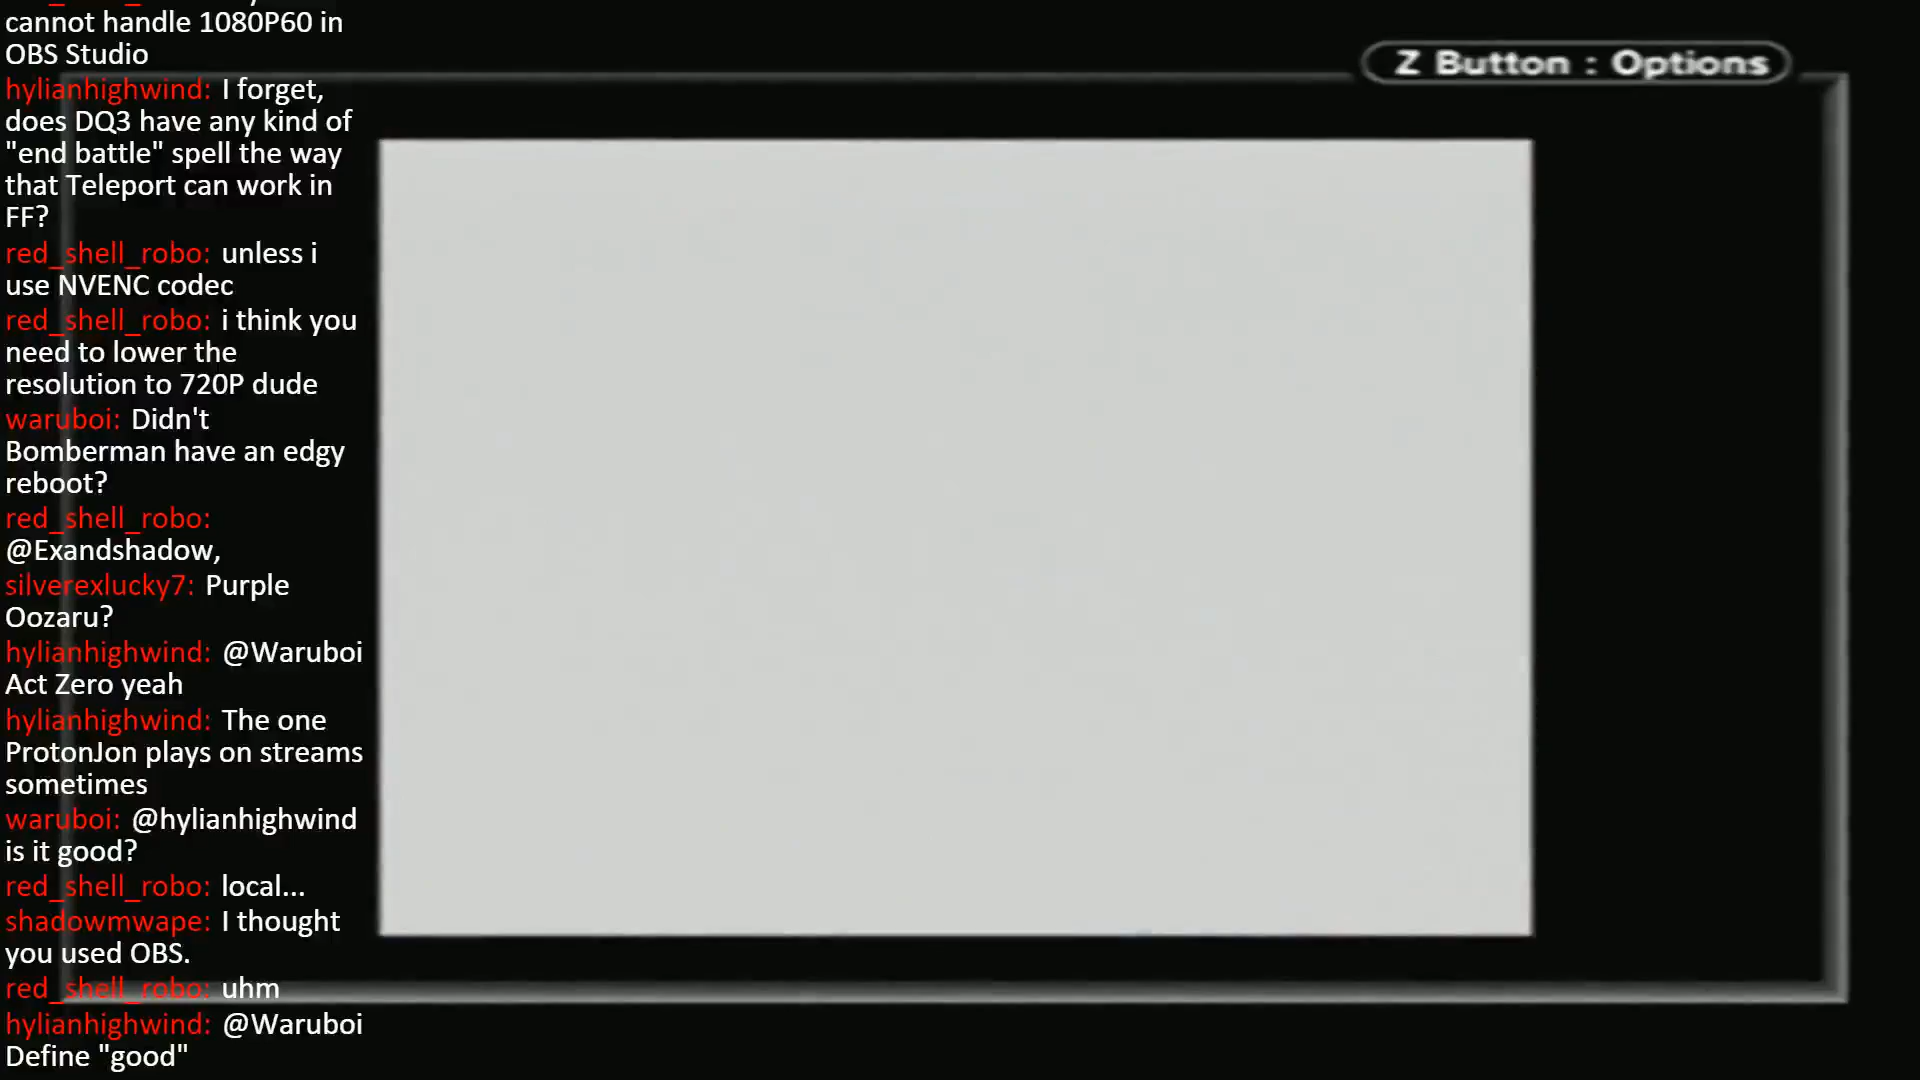 cannot handle 1080P60 in
OBS Studio
hylianhighwind: I forget,
does DQ3 have any kind of
"end battle" spell the way
that Teleport can work in
FF?
red_shell_robo: unless i
use NVENC codec
red_shell_robo: i think you
need to lower the
resolution to 720P dude
waruboi: Didn't
Bomberman have an edgy
reboot?
red_shell_robo:
@Exandshadow,
silverexlucky7: Purple
Oozaru?
hylianhighwind: @Waruboi
Act Zero yeah
hylianhighwind: The one
ProtonJon plays on streams
sometimes
waruboi: @hylianhighwind
is it good?
red_shell_robo: local...
shadowmwape: I thought
you used OBS.
red_shell_robo: uhm
hylianhighwind: @Waruboi
Define "good"
Z Button : Options